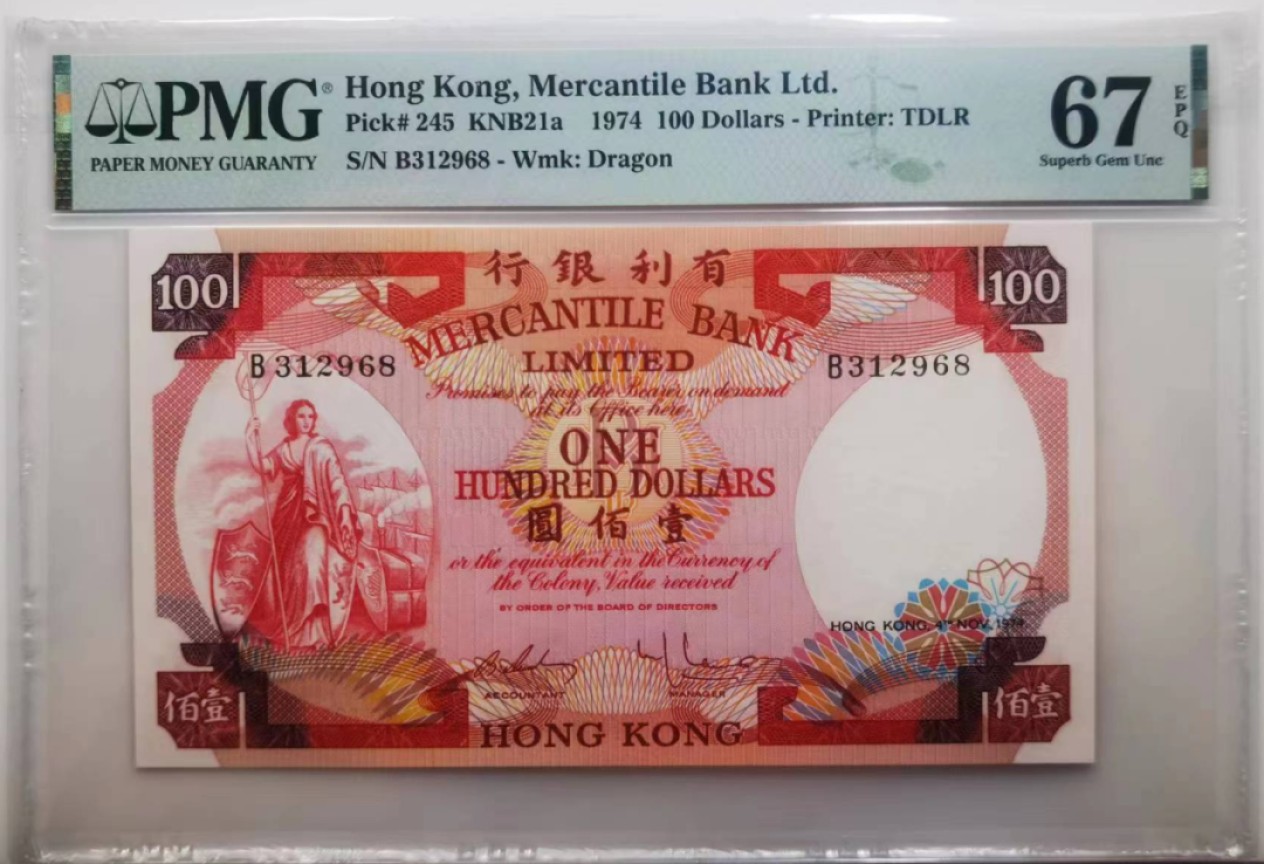 PMG®
PAPER MONEY GUARANTY
Hong Kong, Mercantile Bank Ltd.
Pick# 245 KNB21a 1974 100 Dollars - Printer: TDLR
S/N B312968 - Wmk: Dragon
67
EPQ
Superb Gem Unc
100
行銀利有
100
MERCANTILE BANK
LIMITED
B312968
B312968
Promises to pay the Bearer on demand
at its Office here
ONE
HUNDRED DOLLARS
圓佰壹
or the equivalent in the Currency of
the Colony, Value received
BY ORDER OF THE BOARD OF DIRECTORS
HONG KONG, 4TH NOV. 1974
ACCOUNTANT
MANAGER
佰壹
HONG KONG
佰壹